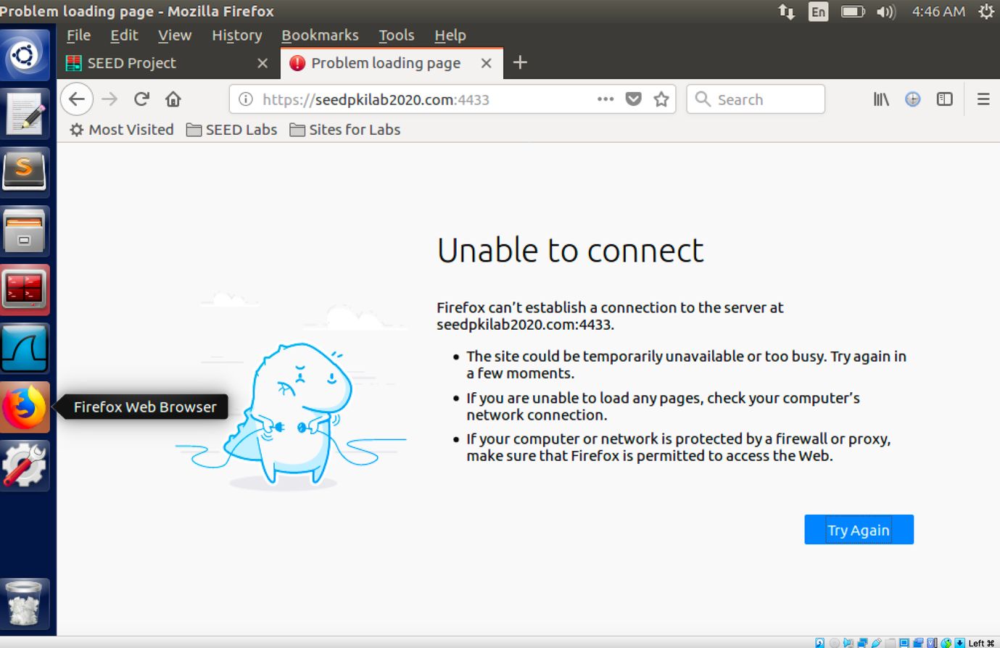 Problem loading page - Mozilla Firefox
En
4:46 AM
File Edit View History Bookmarks Tools Help
SEED Project
Problem loading page
https://seedpkilab2020.com:4433
Search
Most Visited
SEED Labs
Sites for Labs
Unable to connect
Firefox can’t establish a connection to the server at
seedpkilab2020.com:4433.
• The site could be temporarily unavailable or too busy. Try again in
a few moments.
• If you are unable to load any pages, check your computer’s
network connection.
• If your computer or network is protected by a firewall or proxy,
make sure that Firefox is permitted to access the Web.
Firefox Web Browser
Try Again
Left ⌘